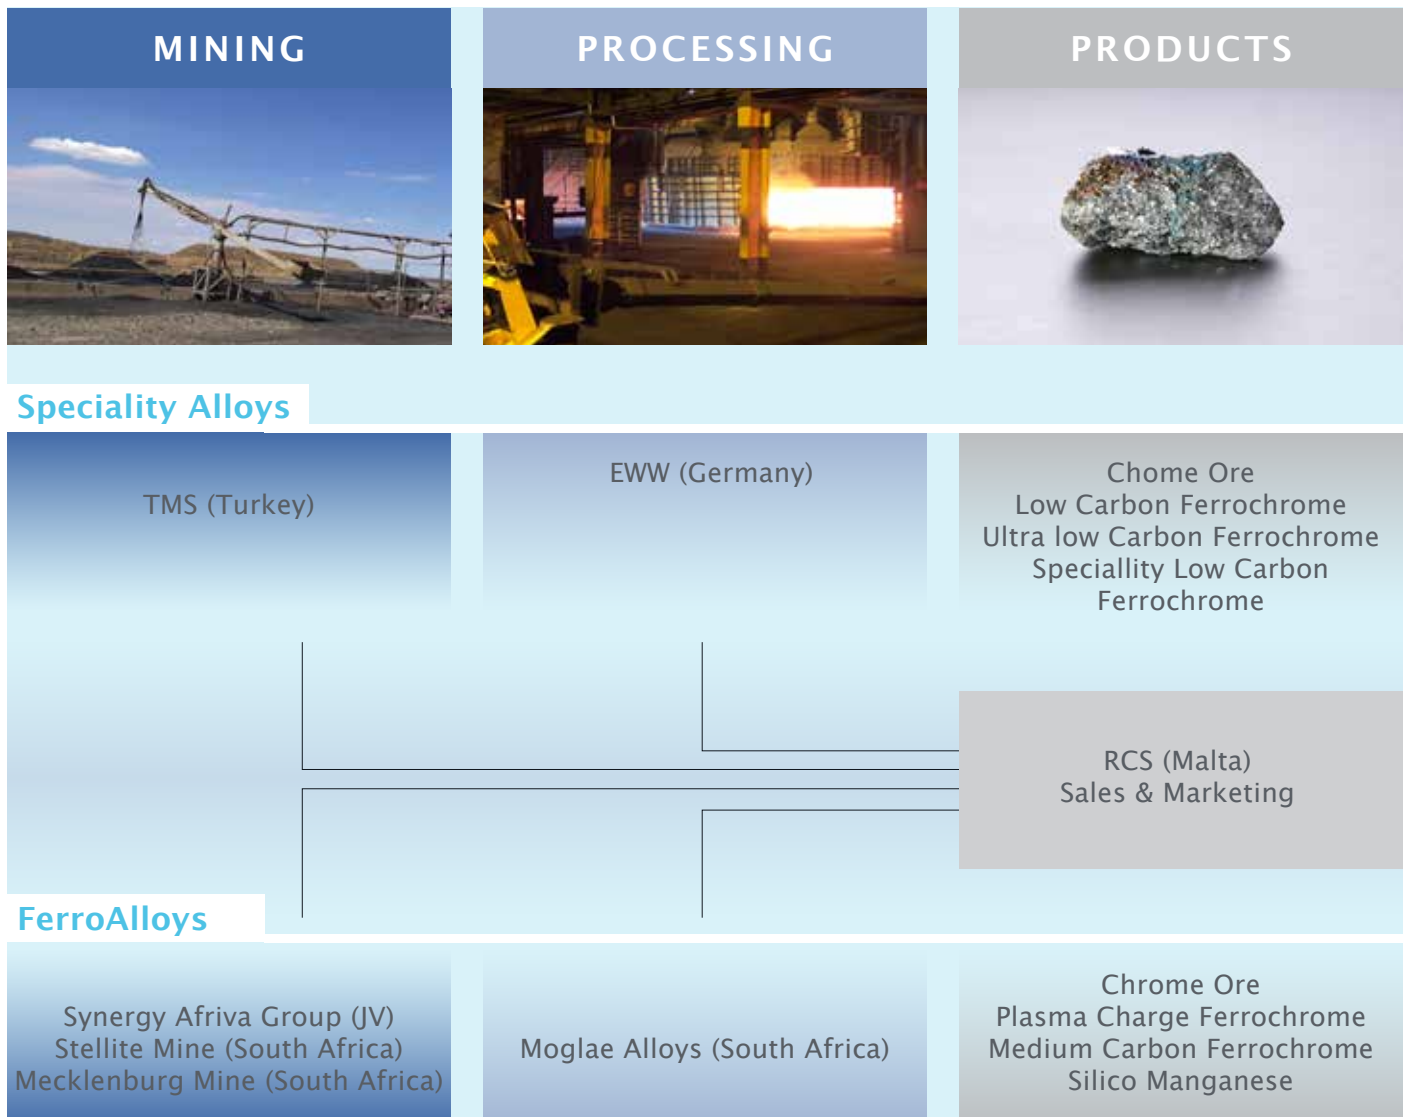 MINING
PROCESSING
PRODUCTS
Speciality Alloys
TMS (Turkey)
EWW (Germany)
Chome Ore
Low Carbon Ferrochrome
Ultra low Carbon Ferrochrome
Speciallity Low Carbon
Ferrochrome
RCS (Malta)
Sales & Marketing
FerroAlloys
Synergy Afriva Group (JV)
Stellite Mine (South Africa)
Mecklenburg Mine (South Africa)
Moglae Alloys (South Africa)
Chrome Ore
Plasma Charge Ferrochrome
Medium Carbon Ferrochrome
Silico Manganese